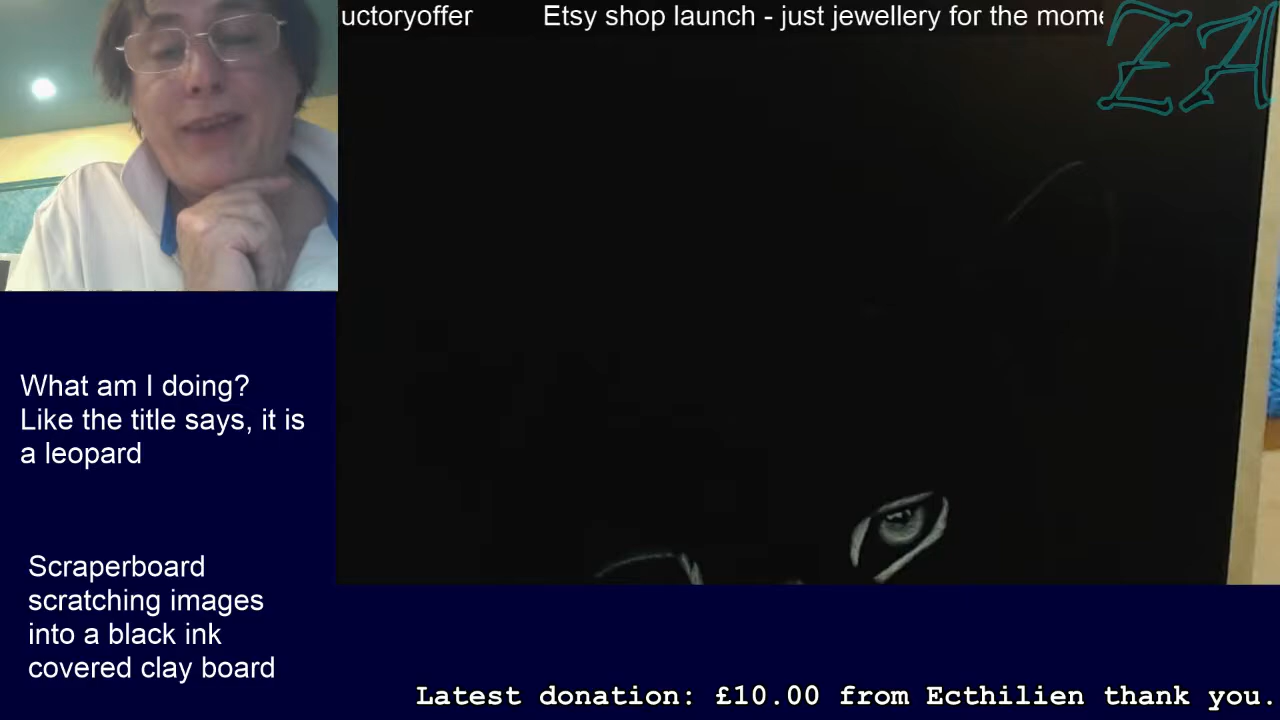 uctoryoffer Etsy shop launch - just jewellery for the mome
ZA
What am I doing?
Like the title says, it is
a leopard
Scraperboard
scratching images
into a black ink
covered clay board
Latest donation: £10.00 from Ecthilien thank you.